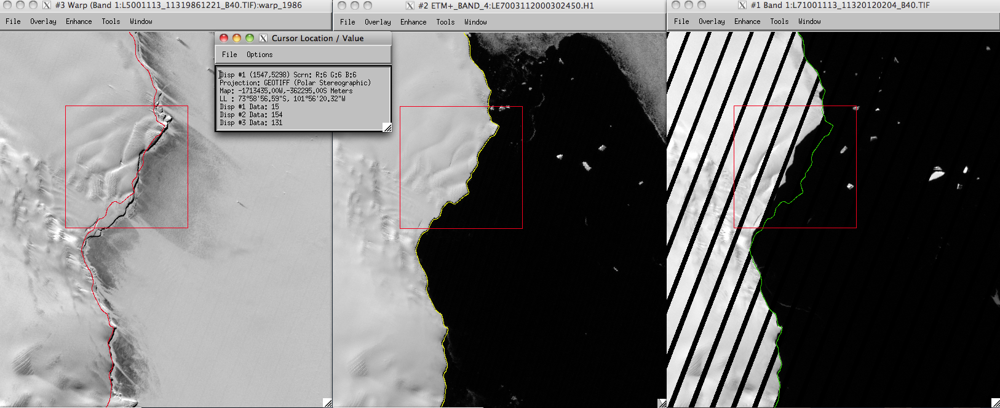 #3 Warp (Band 1:L5001113_11319861221_B40.TIF):warp_1986
File Overlay Enhance Tools Window
#2 ETM+_BAND_4:LE7003112000302450.H1
File Overlay Enhance Tools Window
#1 Band 1:L71001113_11320120204_B40.TIF
File Overlay Enhance Tools Window
Cursor Location / Value
File Options
Disp #1 (1547,5298) Scrn: R:6 G:6 B:6
Projection: GEOTIFF (Polar Stereographic)
Map: -1713435.00W,-362295.00S Meters
LL : 73°58'56.59"S, 101°56'20.32"W
Disp #1 Data: 15
Disp #2 Data: 154
Disp #3 Data: 131